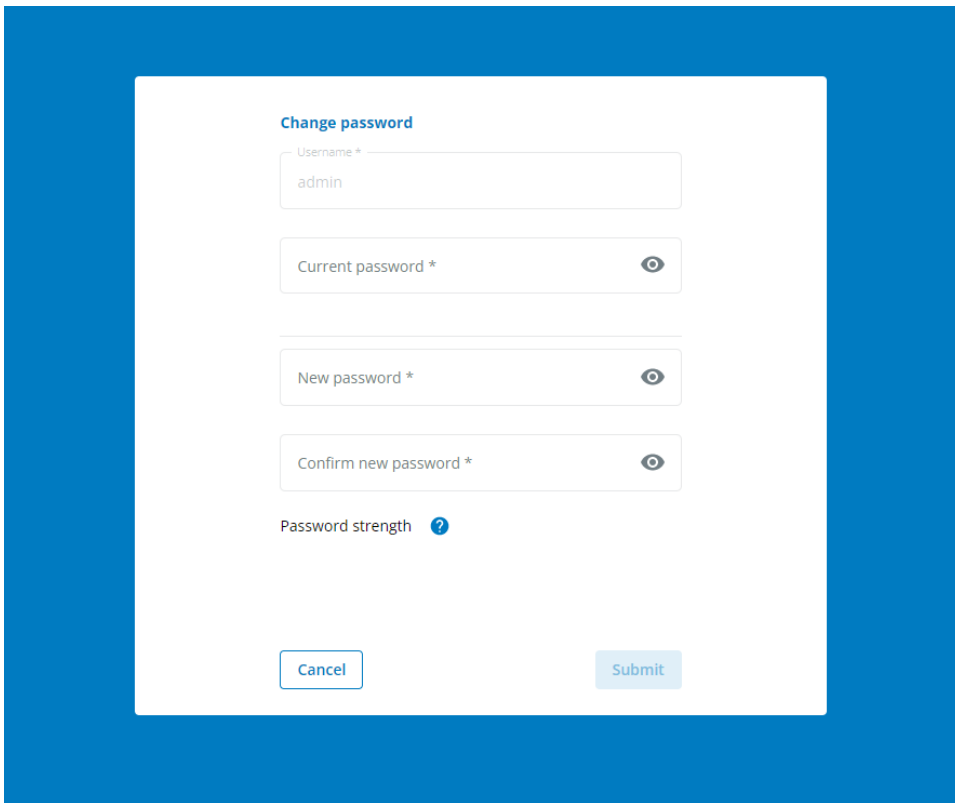 Change password
Username *
admin
Current password *
New password *
Confirm new password *
Password strength ?
Cancel Submit